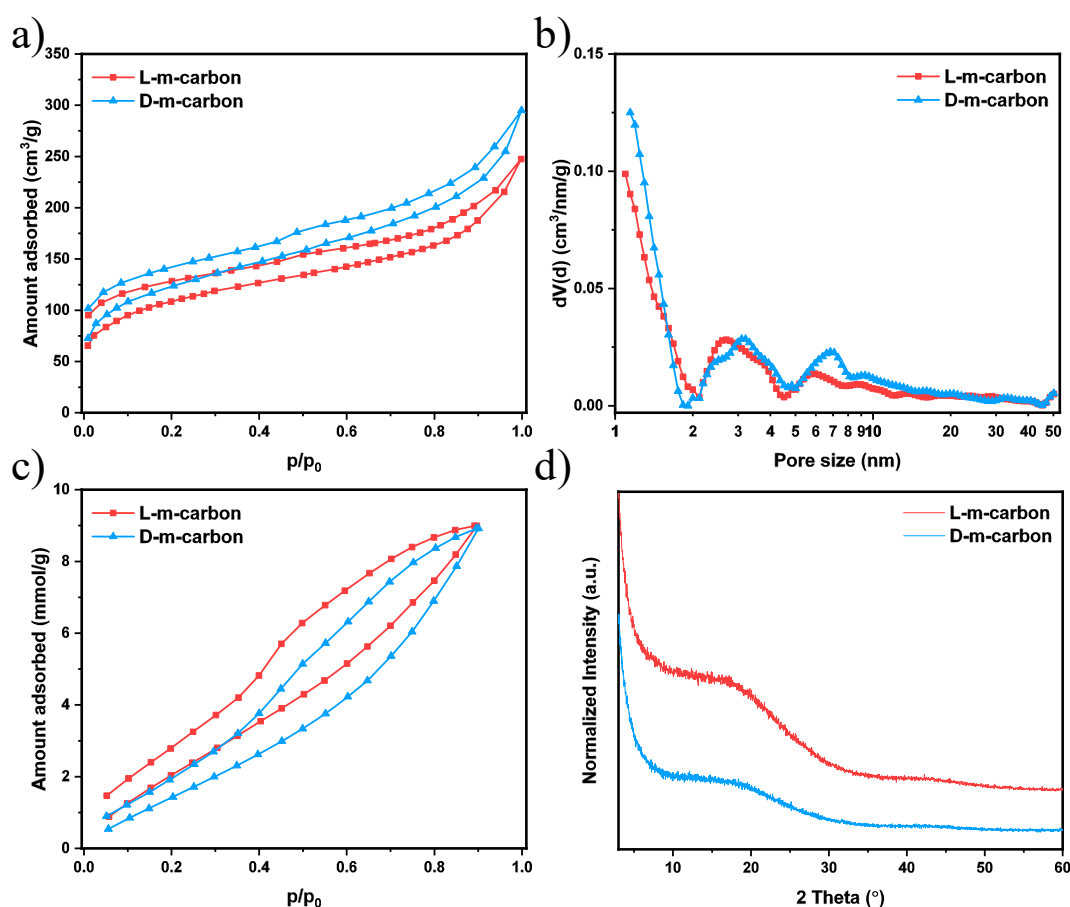 a)
350
300
250
200
150
100
50
0
Amount adsorbed (cm³/g)
L-m-carbon
D-m-carbon
0.0 0.2 0.4 0.6 0.8 1.0
p/p₀
b)
0.15
0.10
0.05
0.00
dV(d) (cm³/nm/g)
L-m-carbon
D-m-carbon
1 2 3 4 5 6 7 8 9 10 20 30 40 50
Pore size (nm)
c)
10
8
6
4
2
0
Amount adsorbed (mmol/g)
L-m-carbon
D-m-carbon
0.0 0.2 0.4 0.6 0.8 1.0
p/p₀
d)
Normalized Intensity (a.u.)
L-m-carbon
D-m-carbon
10 20 30 40 50 60
2 Theta (°)